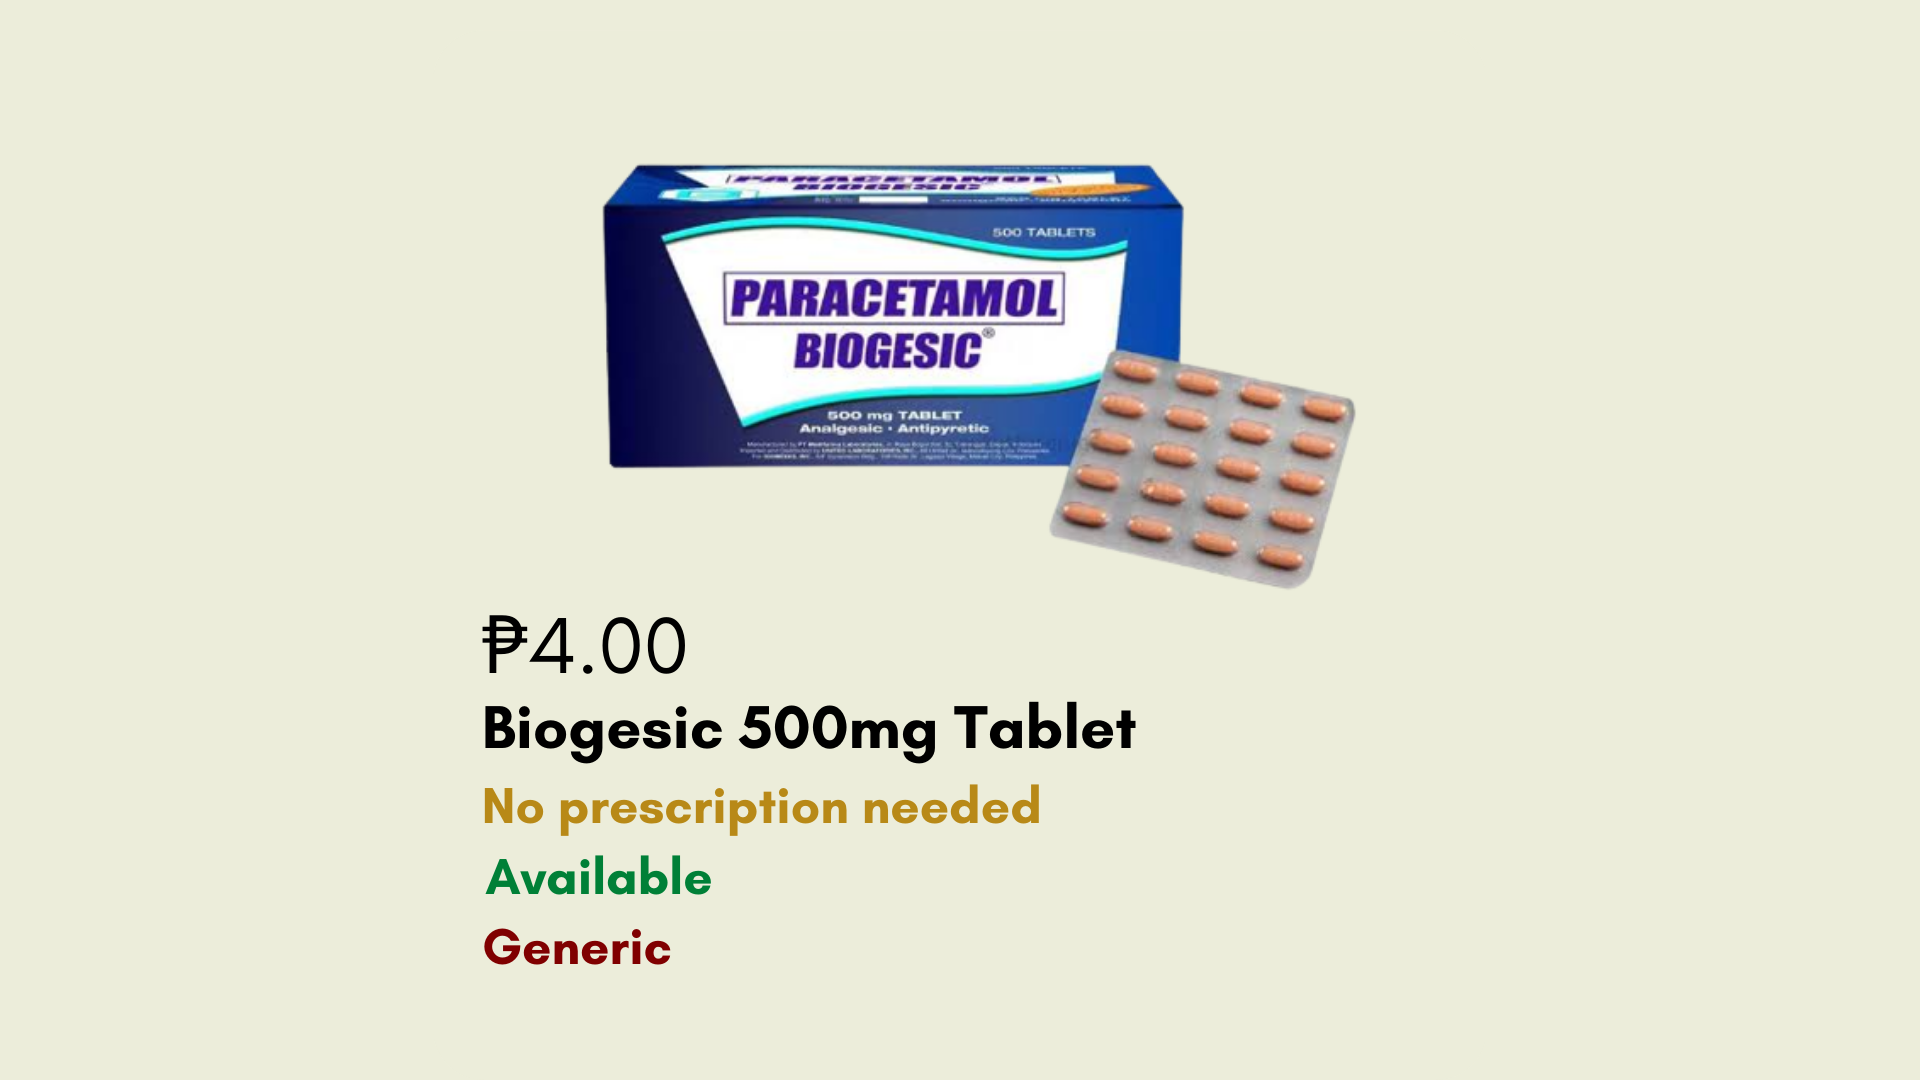 PARACETAMOL
BIOGESIC
500 TABLETS
PARACETAMOL
BIOGESIC®
500 mg TABLET
Analgesic • Antipyretic
₱4.00
Biogesic 500mg Tablet
No prescription needed
Available
Generic